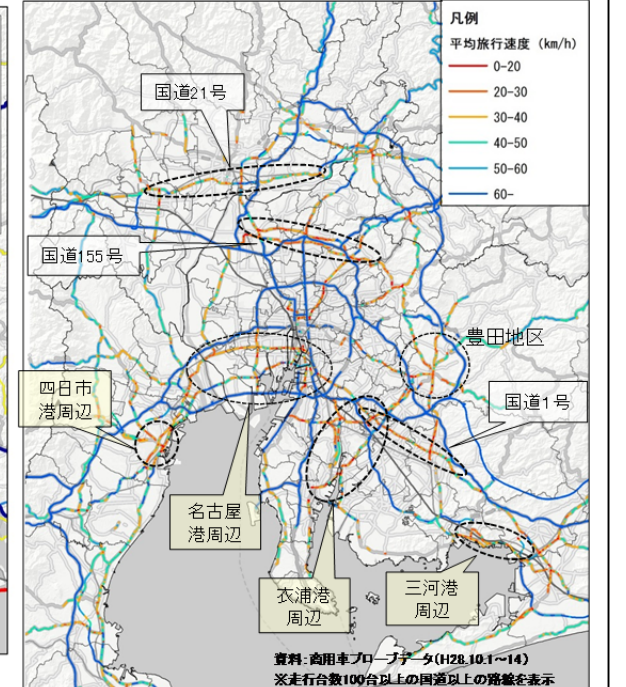 凡例
平均旅行速度 (km/h)
0-20
20-30
30-40
40-50
50-60
60-
国道21号
国道155号
豊田地区
四日市
港周辺
国道1号
名古屋
港周辺
衣浦港
周辺
三河港
周辺
資料:商用車プローブデータ(H28.10.1～14)
※走行台数100台以上の国道以上の路線を表示